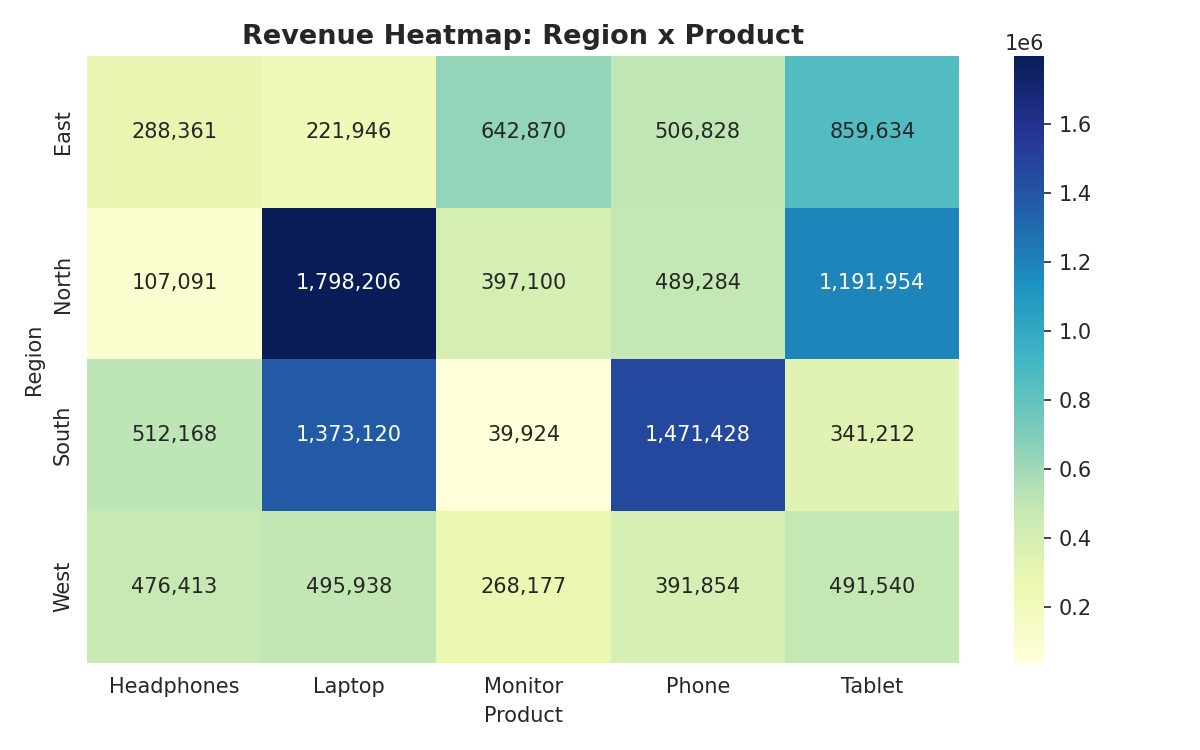 Revenue Heatmap: Region x Product
1e6
East
288,361 221,946 642,870 506,828 859,634
1.6
1.4
North
107,091 1,798,206 397,100 489,284 1,191,954
1.2
1.0
Region
South
512,168 1,373,120 39,924 1,471,428 341,212
0.8
0.6
West
476,413 495,938 268,177 391,854 491,540
0.4
0.2
Headphones Laptop Monitor Phone Tablet
Product